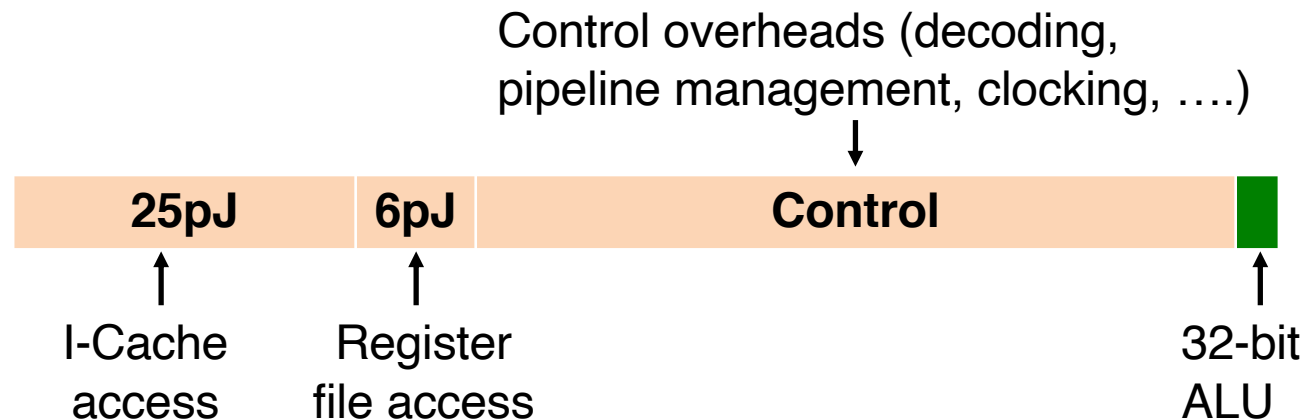 Control overheads (decoding,
pipeline management, clocking, ….)
25pJ
6pJ
Control
I-Cache
access
Register
file access
32-bit
ALU